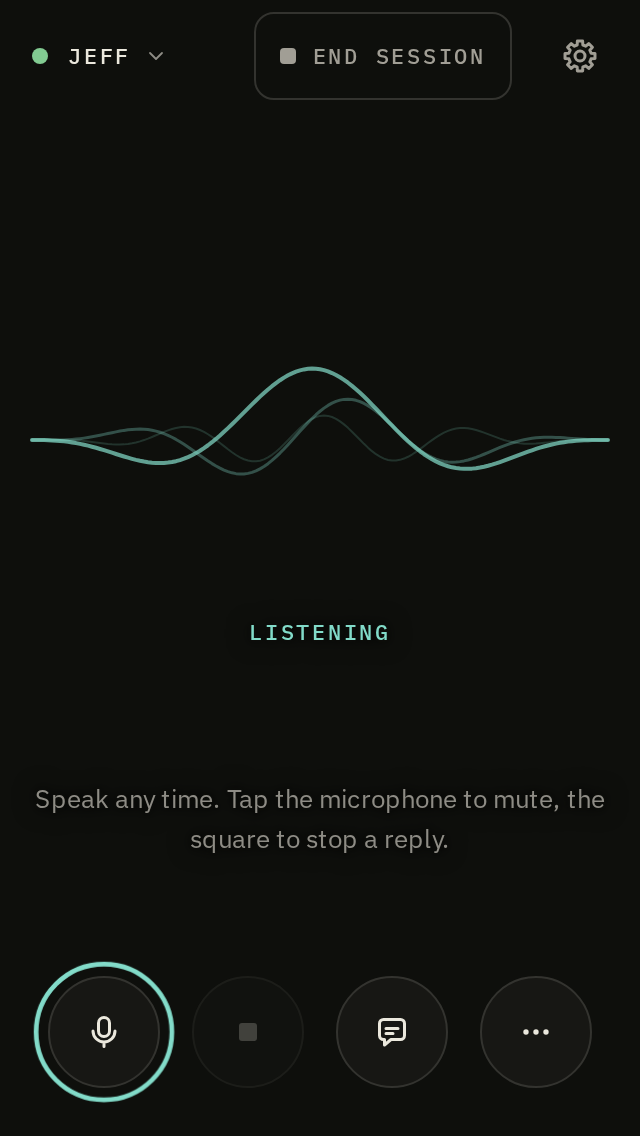 JEFF
END SESSION
LISTENING
Speak any time. Tap the microphone to mute, the
square to stop a reply.